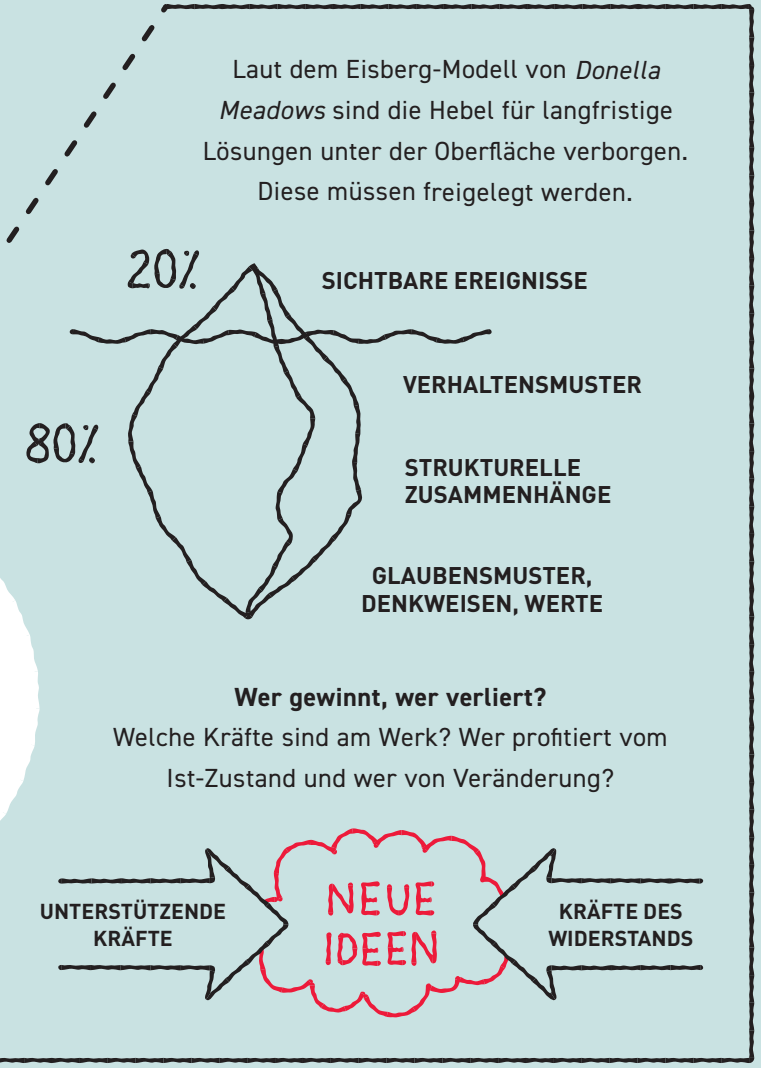 Laut dem Eisberg-Modell von Donella
Meadows sind die Hebel für langfristige
Lösungen unter der Oberfläche verborgen.
Diese müssen freigelegt werden.
20%
SICHTBARE EREIGNISSE
VERHALTENSMUSTER
80%
STRUKTURELLE
ZUSAMMENHÄNGE
GLAUBENSMUSTER,
DENKWEISEN, WERTE
Wer gewinnt, wer verliert?
Welche Kräfte sind am Werk? Wer profitiert vom
Ist-Zustand und wer von Veränderung?
UNTERSTÜTZENDE
KRÄFTE
NEUE
IDEEN
KRÄFTE DES
WIDERSTANDS